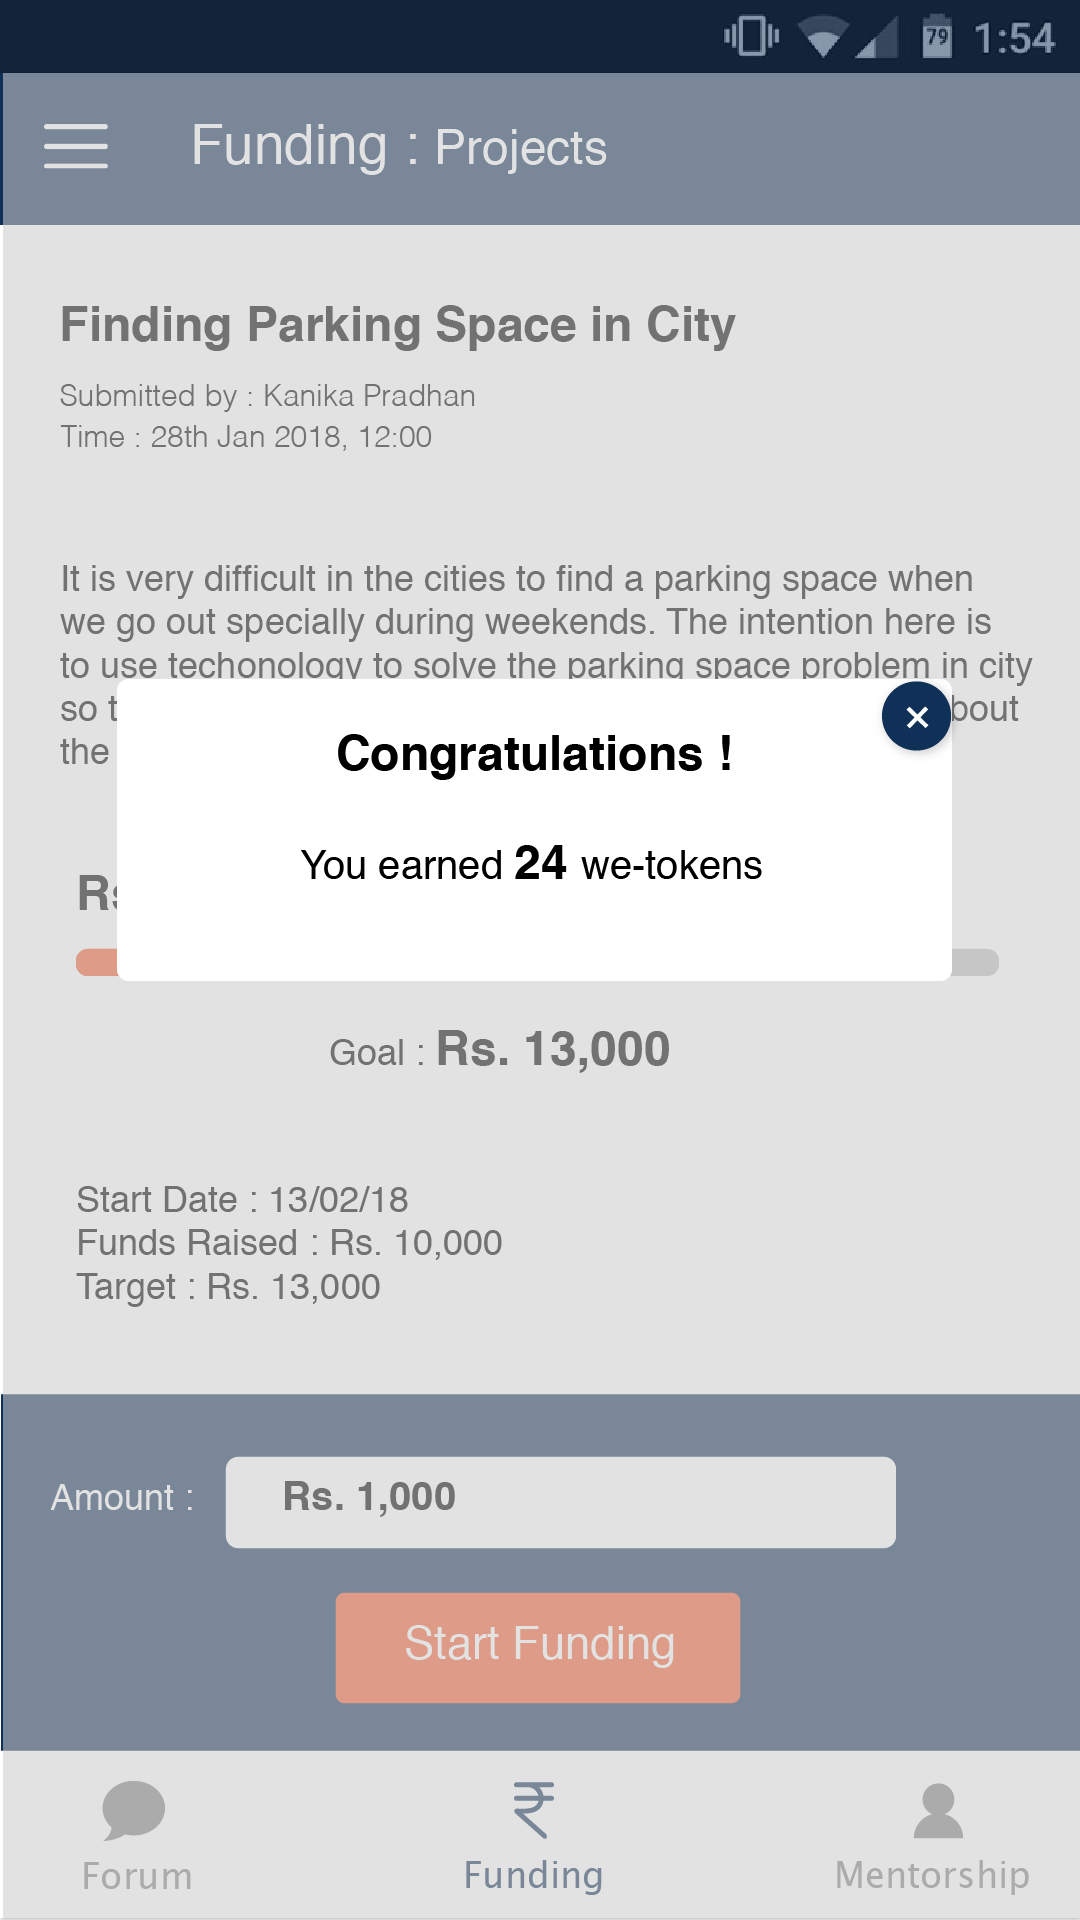 79 1:54
Funding : Projects
Finding Parking Space in City
Submitted by : Kanika Pradhan
Time : 28th Jan 2018, 12:00
It is very difficult in the cities to find a parking space when
we go out specially during weekends. The intention here is
to use techonology to solve the parking space problem in city
so
the
Congratulations !
You earned 24 we-tokens
Goal : Rs. 13,000
Start Date : 13/02/18
Funds Raised : Rs. 10,000
Target : Rs. 13,000
Amount : Rs. 1,000
Start Funding
Forum Funding Mentorship